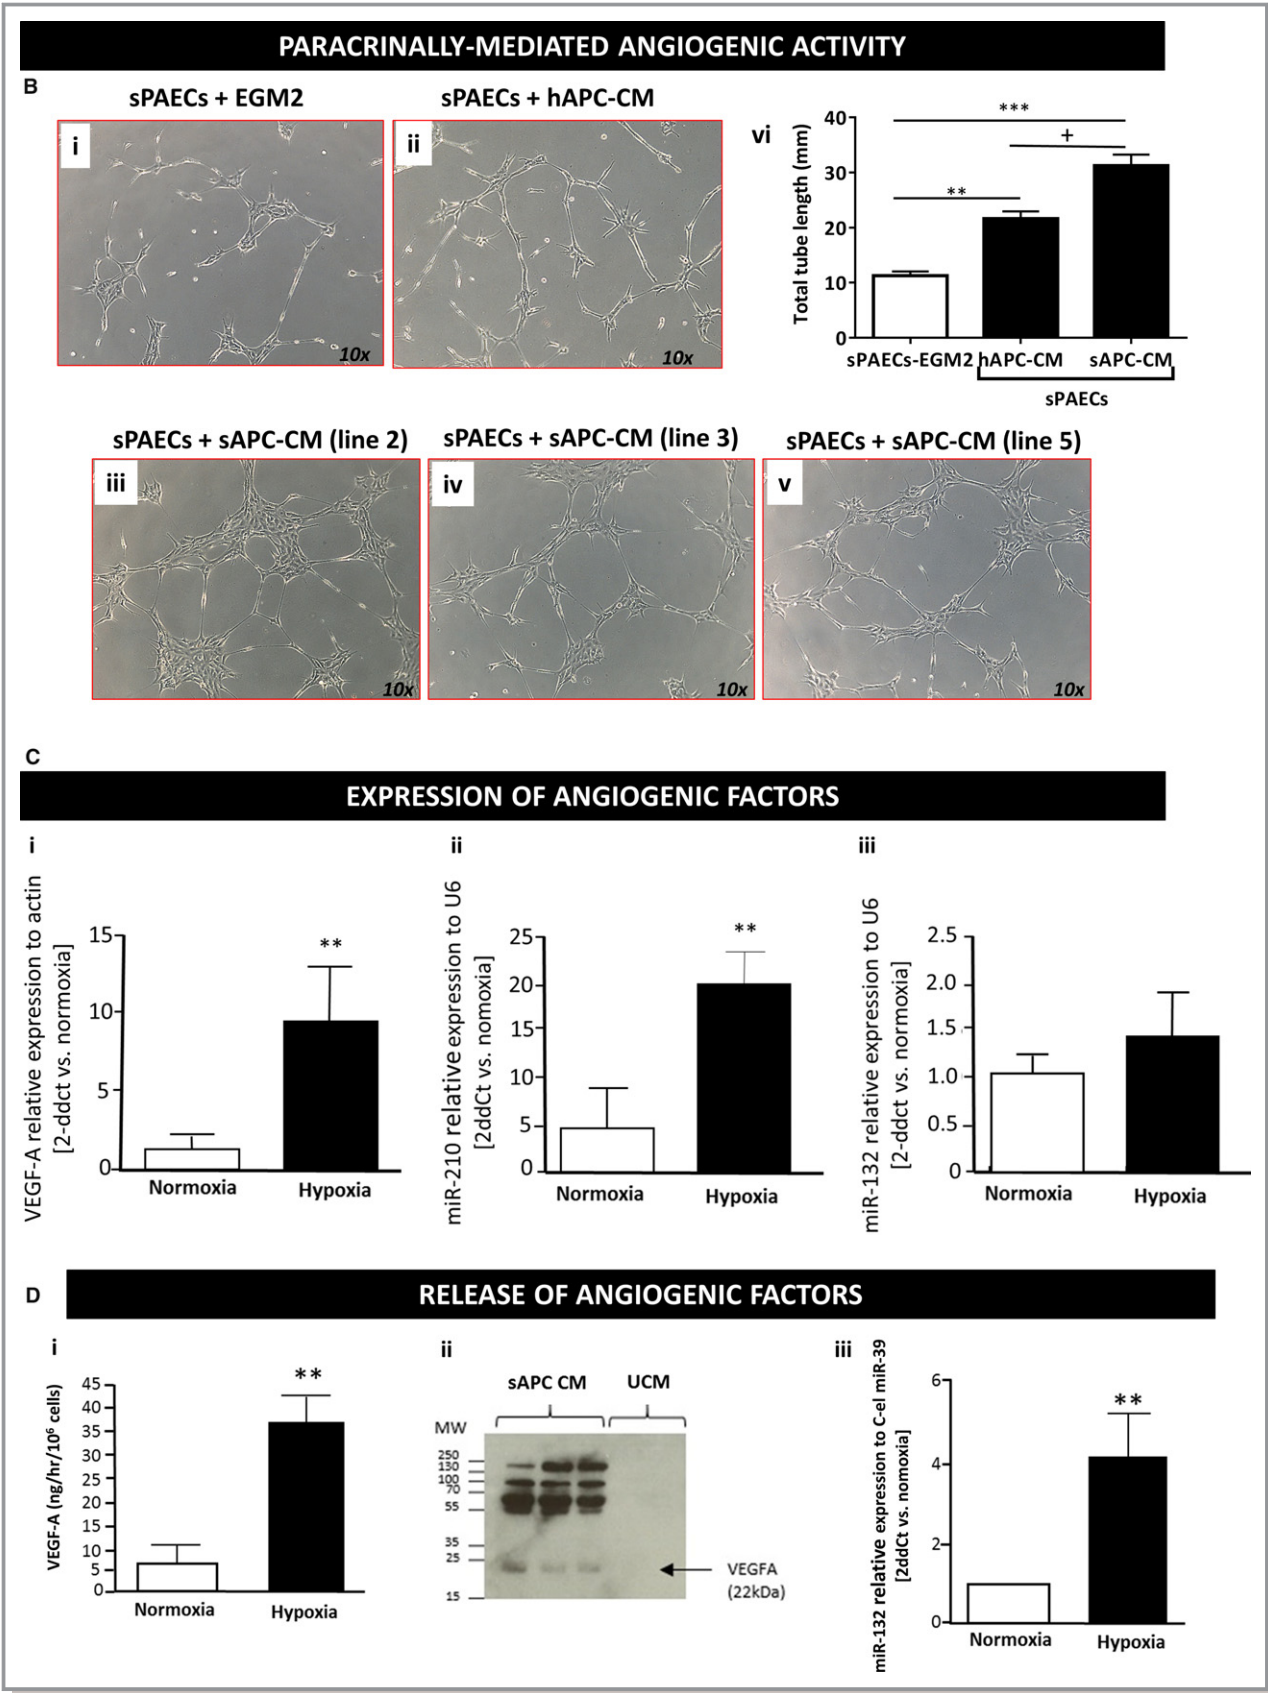 PARACRINALLY-MEDIATED ANGIOGENIC ACTIVITY
B
sPAECs + EGM2
sPAECs + hAPC-CM
i
10x
ii
10x
vi
Total tube length (mm)
40
30
20
10
0
***
+
**
sPAECs-EGM2
hAPC-CM
sAPC-CM
sPAECs
sPAECs + sAPC-CM (line 2)
sPAECs + sAPC-CM (line 3)
sPAECs + sAPC-CM (line 5)
iii
10x
iv
10x
v
10x
C
EXPRESSION OF ANGIOGENIC FACTORS
i
VEGF-A relative expression to actin
[2-ddct vs. normoxia]
15
10
5
0
**
Normoxia
Hypoxia
ii
miR-210 relative expression to U6
[2ddCt vs. nomoxia]
25
20
15
10
5
0
**
Normoxia
Hypoxia
iii
miR-132 relative expression to U6
[2-ddct vs. normoxia]
2.5
2.0
1.5
1.0
0.5
0
Normoxia
Hypoxia
D
RELEASE OF ANGIOGENIC FACTORS
i
VEGF-A (ng/hr/10⁶ cells)
45
40
35
30
25
20
15
10
5
0
**
Normoxia
Hypoxia
ii
sAPC CM
UCM
MW
250
130
100
70
55
35
25
15
VEGFA
(22kDa)
iii
miR-132 relative expression to C-el miR-39
[2ddCt vs. nomoxia]
6
4
2
0
**
Normoxia
Hypoxia